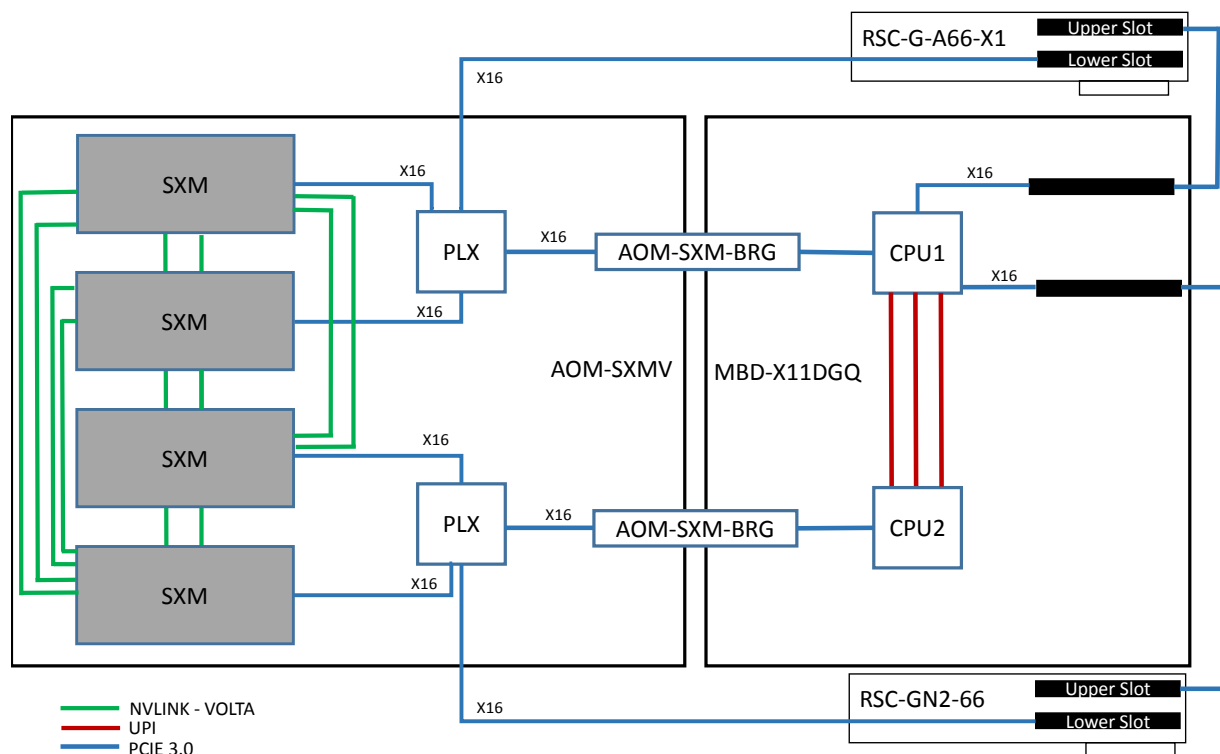 RSC-G-A66-X1
Upper Slot
Lower Slot
X16
SXM
X16
X16
PLX
X16
AOM-SXM-BRG
CPU1
X16
SXM
X16
AOM-SXMV
MBD-X11DGQ
SXM
X16
PLX
X16
AOM-SXM-BRG
CPU2
SXM
X16
RSC-GN2-66
Upper Slot
Lower Slot
X16
NVLINK - VOLTA
UPI
PCIE 3.0